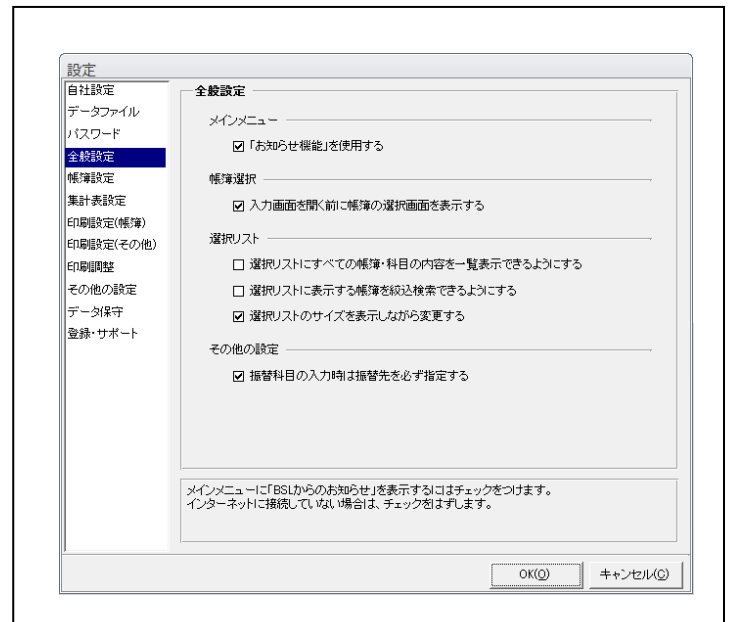 設定
自社設定
データファイル
パスワード
全般設定
帳簿設定
集計表設定
印刷設定(帳簿)
印刷設定(その他)
印刷調整
その他の設定
データ保守
登録・サポート
全般設定
メインメニュー
「お知らせ機能」を使用する
帳簿選択
入力画面を開く前に帳簿の選択画面を表示する
選択リスト
選択リストにすべての帳簿・科目の内容を一覧表示できるようにする
選択リストに表示する帳簿を絞込検索できるようにする
選択リストのサイズを表示しながら変更する
その他の設定
振替科目の入力時は振替先を必ず指定する
メインメニューに「BSLからのお知らせ」を表示するにはチェックをつけます。
インターネットに接続していない場合は、チェックをはずします。
OK(O)
キャンセル(C)